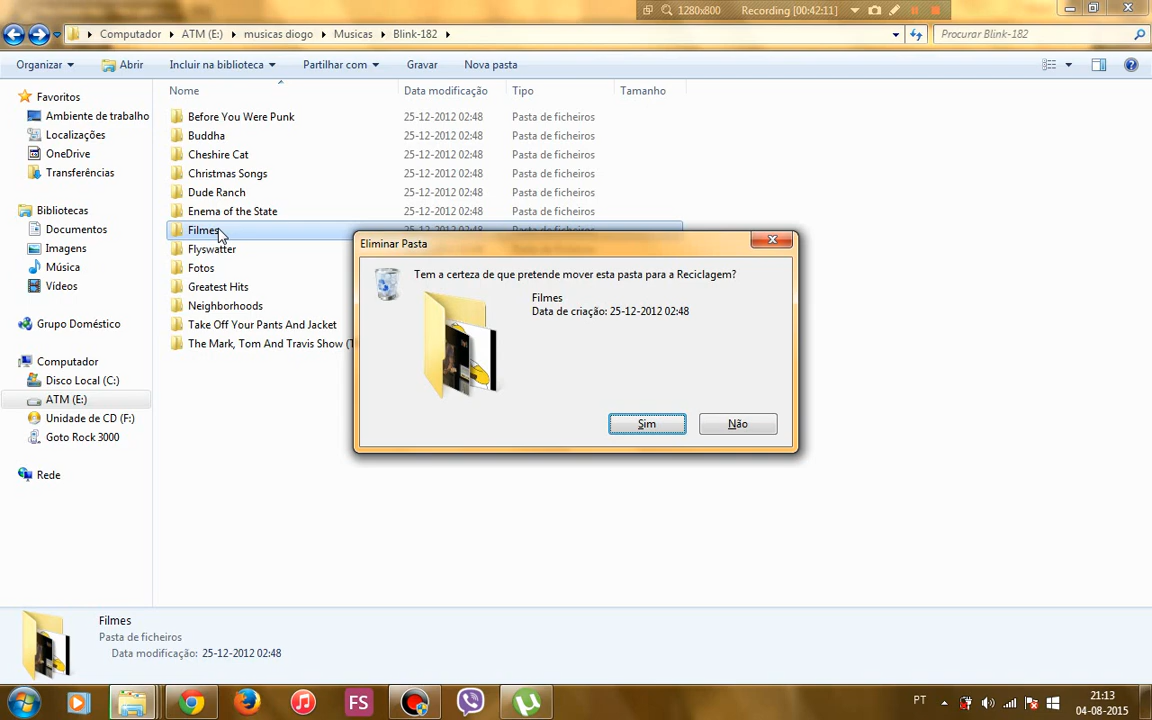 1280x800 Recording [00:42:11]
Computador ATM (E:) musicas diogo Musicas Blink-182
Procurar Blink-182
Organizar Abrir Incluir na biblioteca Partilhar com Gravar Nova pasta
Nome Data modificação Tipo Tamanho
Favoritos
Ambiente de trabalho
Localizações
OneDrive
Transferências
Bibliotecas
Documentos
Imagens
Música
Vídeos
Grupo Doméstico
Computador
Disco Local (C:)
ATM (E:)
Unidade de CD (F:)
Goto Rock 3000
Rede
Before You Were Punk 25-12-2012 02:48 Pasta de ficheiros
Buddha 25-12-2012 02:48 Pasta de ficheiros
Cheshire Cat 25-12-2012 02:48 Pasta de ficheiros
Christmas Songs 25-12-2012 02:48 Pasta de ficheiros
Dude Ranch 25-12-2012 02:48 Pasta de ficheiros
Enema of the State 25-12-2012 02:48 Pasta de ficheiros
Filmes
Flyswatter
Fotos
Greatest Hits
Neighborhoods
Take Off Your Pants And Jacket
The Mark, Tom And Travis Show (T
Eliminar Pasta
Tem a certeza de que pretende mover esta pasta para a Reciclagem?
Filmes
Data de criação: 25-12-2012 02:48
Sim Não
Filmes
Pasta de ficheiros
Data modificação: 25-12-2012 02:48
FS
PT
21:13
04-08-2015